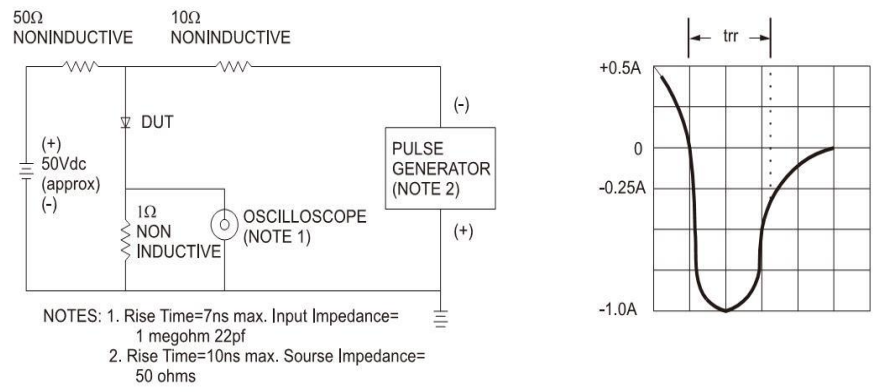 50Ω
NONINDUCTIVE
10Ω
NONINDUCTIVE
DUT
(+)
50Vdc
(approx)
(-)
1Ω
NON
INDUCTIVE
OSCILLOSCOPE
(NOTE 1)
(-)
PULSE
GENERATOR
(NOTE 2)
(+)
NOTES: 1. Rise Time=7ns max. Input Impedance=
1 megohm 22pf
2. Rise Time=10ns max. Sourse Impedance=
50 ohms
trr
+0.5A
0
-0.25A
-1.0A